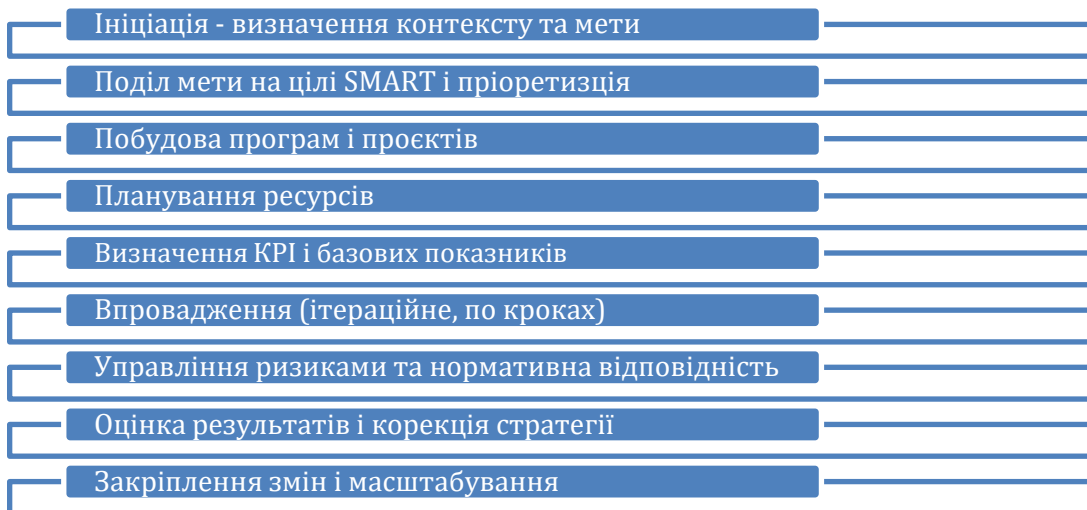 Ініціація - визначення контексту та мети
Поділ мети на цілі SMART і пріоретизція
Побудова програм і проєктів
Планування ресурсів
Визначення КРІ і базових показників
Впровадження (ітераційне, по кроках)
Управління ризиками та нормативна відповідність
Оцінка результатів і корекція стратегії
Закріплення змін і масштабування